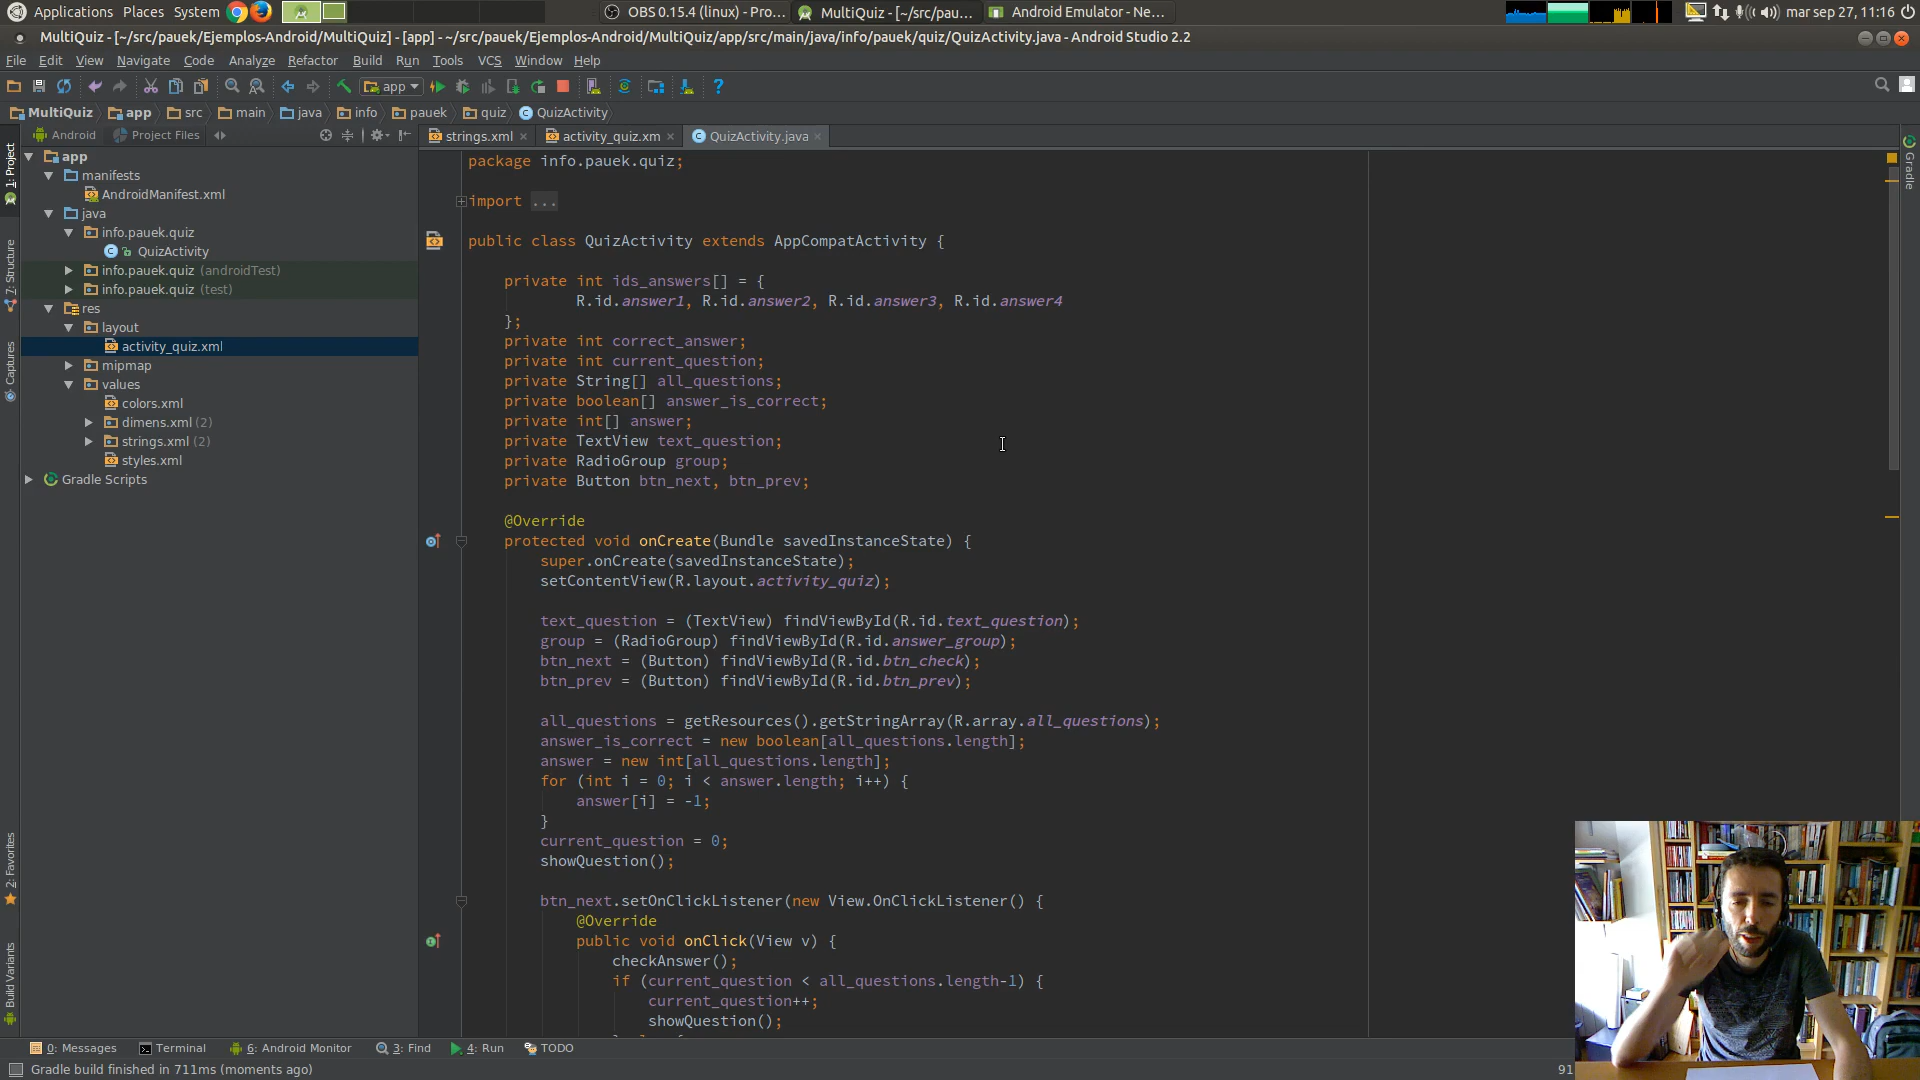 Applications Places System
OBS 0.15.4 (linux) - Pro...
MultiQuiz - [~/src/pau...
Android Emulator - Ne...
mar sep 27, 11:16
MultiQuiz - [~/src/pauek/Ejemplos-Android/MultiQuiz] - [app] - ~/src/pauek/Ejemplos-Android/MultiQuiz/app/src/main/java/info/pauek/quiz/QuizActivity.java - Android Studio 2.2
File Edit View Navigate Code Analyze Refactor Build Run Tools VCS Window Help
app
MultiQuiz app src main java info pauek quiz QuizActivity
Android Project Files
strings.xml activity_quiz.xm QuizActivity.java
1: Project
7: Structure
Captures
2: Favorites
Build Variants
Gradle
app
manifests
AndroidManifest.xml
java
info.pauek.quiz
QuizActivity
info.pauek.quiz (androidTest)
info.pauek.quiz (test)
res
layout
activity_quiz.xml
mipmap
values
colors.xml
dimens.xml (2)
strings.xml (2)
styles.xml
Gradle Scripts
package info.pauek.quiz;
import ...
public class QuizActivity extends AppCompatActivity {
private int ids_answers[] = {
R.id.answer1, R.id.answer2, R.id.answer3, R.id.answer4
};
private int correct_answer;
private int current_question;
private String[] all_questions;
private boolean[] answer_is_correct;
private int[] answer;
private TextView text_question;
private RadioGroup group;
private Button btn_next, btn_prev;
@Override
protected void onCreate(Bundle savedInstanceState) {
super.onCreate(savedInstanceState);
setContentView(R.layout.activity_quiz);
text_question = (TextView) findViewById(R.id.text_question);
group = (RadioGroup) findViewById(R.id.answer_group);
btn_next = (Button) findViewById(R.id.btn_check);
btn_prev = (Button) findViewById(R.id.btn_prev);
all_questions = getResources().getStringArray(R.array.all_questions);
answer_is_correct = new boolean[all_questions.length];
answer = new int[all_questions.length];
for (int i = 0; i < answer.length; i++) {
answer[i] = -1;
}
current_question = 0;
showQuestion();
btn_next.setOnClickListener(new View.OnClickListener() {
@Override
public void onClick(View v) {
checkAnswer();
if (current_question < all_questions.length-1) {
current_question++;
showQuestion();
0: Messages Terminal 6: Android Monitor 3: Find 4: Run TODO
Gradle build finished in 711ms (moments ago)
91